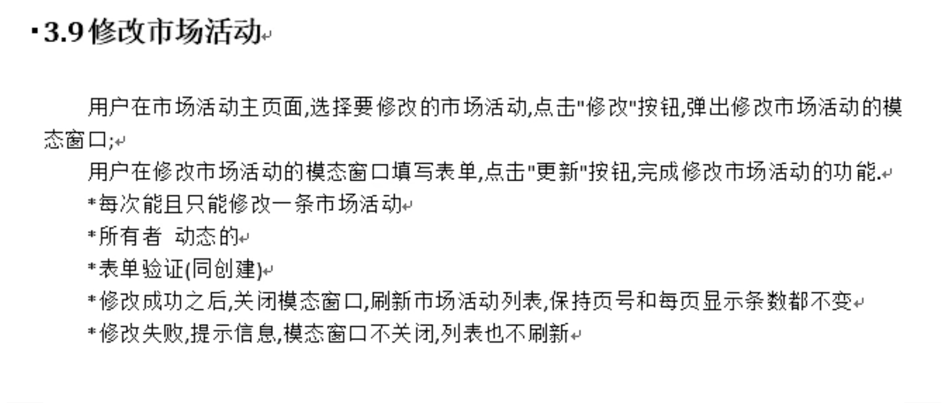 ▪3.9修改市场活动↵
用户在市场活动主页面,选择要修改的市场活动,点击"修改"按钮,弹出修改市场活动的模
态窗口;↵
用户在修改市场活动的模态窗口填写表单,点击"更新"按钮,完成修改市场活动的功能.↵
*每次能且只能修改一条市场活动↵
*所有者 动态的↵
*表单验证(同创建)↵
*修改成功之后,关闭模态窗口,刷新市场活动列表,保持页号和每页显示条数都不变↵
*修改失败,提示信息,模态窗口不关闭,列表也不刷新↵